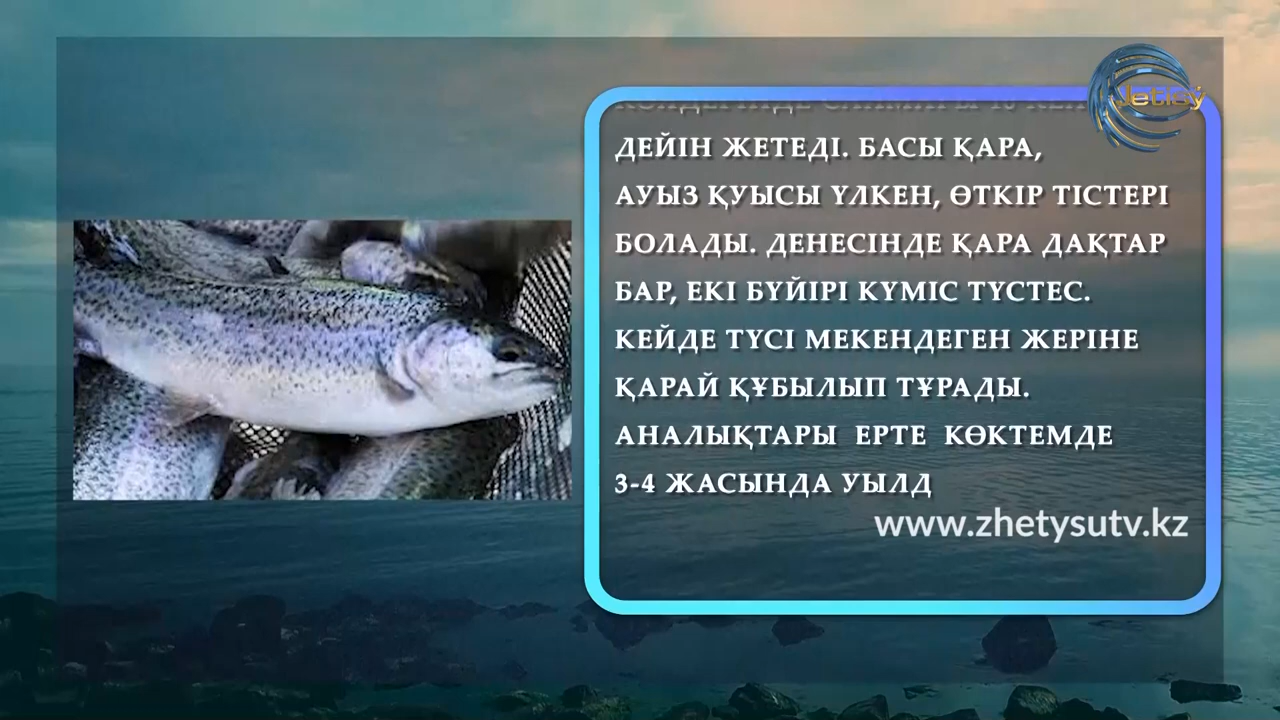 Jetisý
ДЕЙІН ЖЕТЕДІ. БАСЫ ҚАРА,
АУЫЗ ҚУЫСЫ ҮЛКЕН, ӨТКІР ТІСТЕРІ
БОЛАДЫ. ДЕНЕСІНДЕ ҚАРА ДАҚТАР
БАР, ЕКІ БҮЙІРІ КҮМІС ТҮСТЕС.
КЕЙДЕ ТҮСІ МЕКЕНДЕГЕН ЖЕРІНЕ
ҚАРАЙ ҚҰБЫЛЫП ТҰРАДЫ.
АНАЛЫҚТАРЫ ЕРТЕ КӨКТЕМДЕ
3-4 ЖАСЫНДА УЫЛД
www.zhetysutv.kz